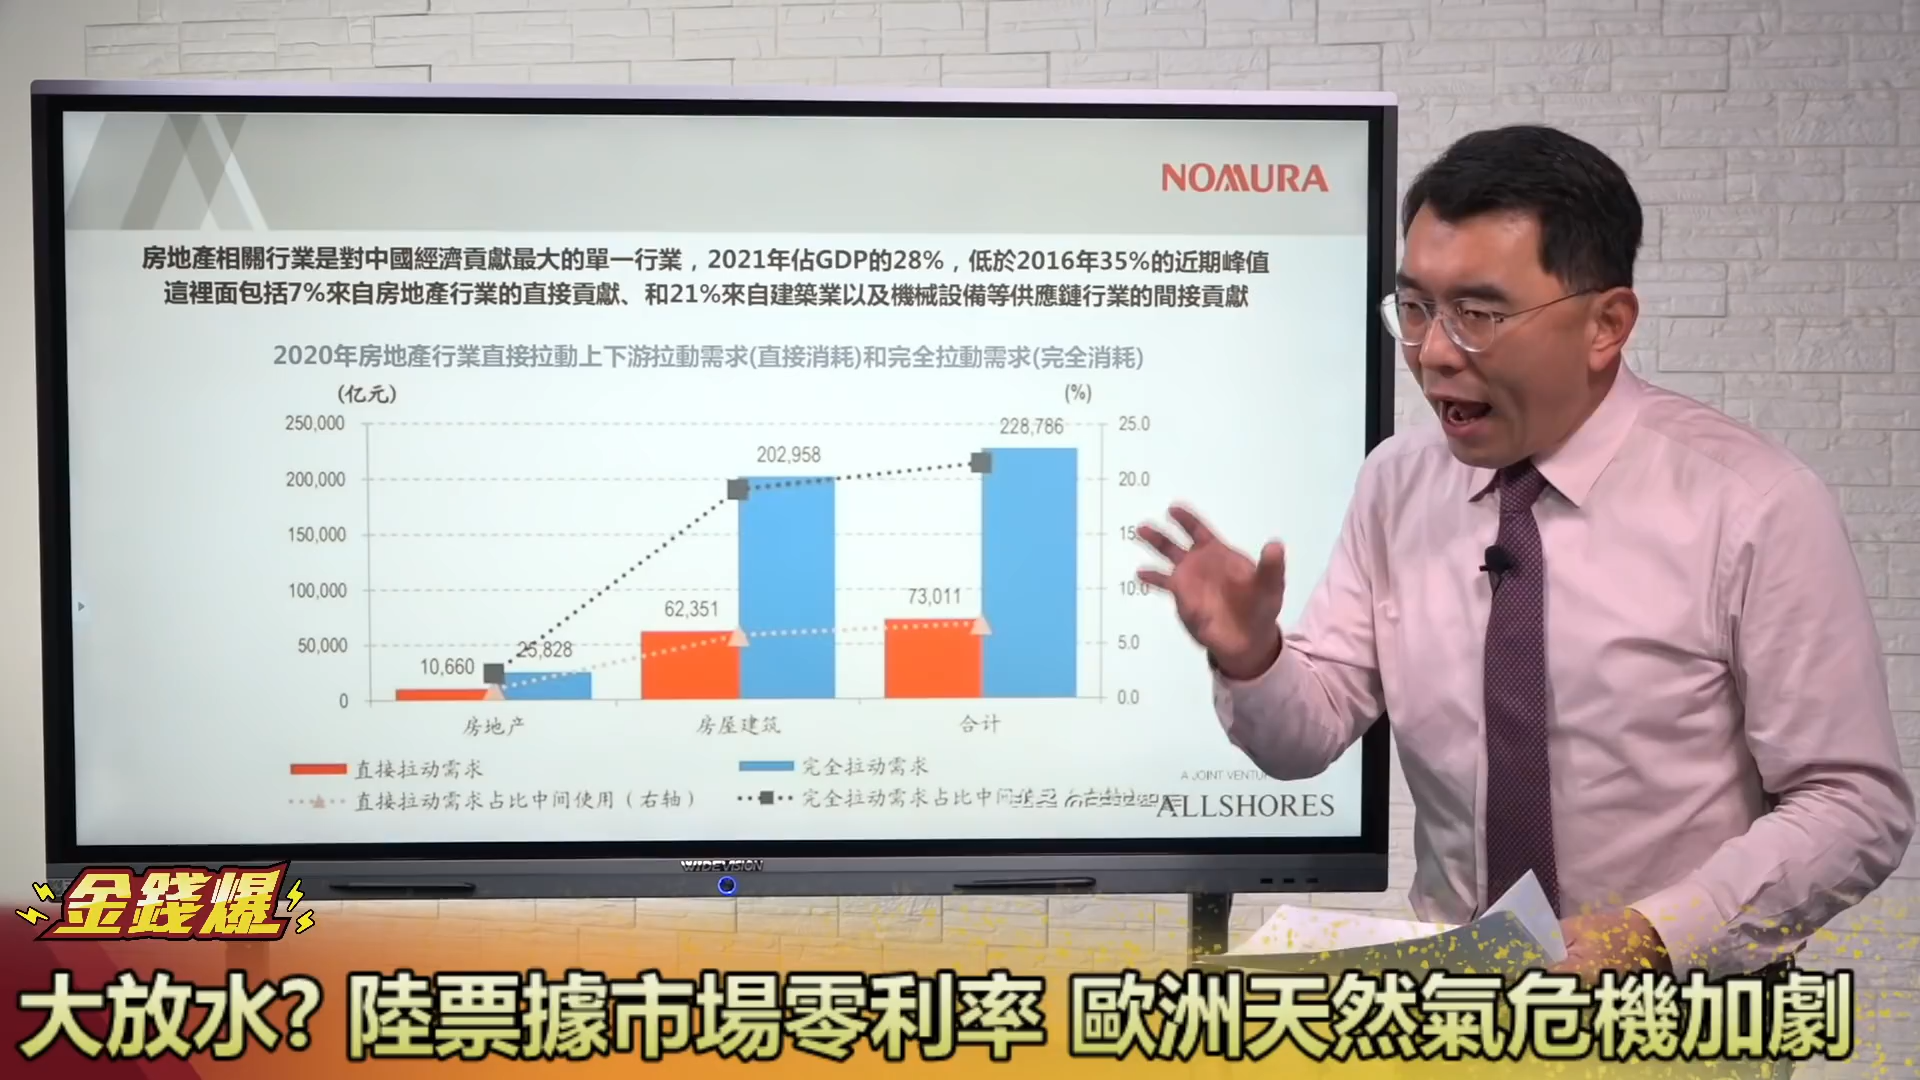 NOMURA
房地產相關行業是對中國經濟貢獻最大的單一行業，2021年佔GDP的28%，低於2016年35%的近期峰值
這裡面包括7%來自房地產行業的直接貢獻、和21%來自建築業以及機械設備等供應鏈行業的間接貢獻
2020年房地產行業直接拉動上下游拉動需求(直接消耗)和完全拉動需求(完全消耗)
(亿元) (%)
250,000 228,786 25.0
202,958
200,000 20.0
150,000
100,000 10.0
62,351 73,011
50,000 10,660 25,828 5.0
0 0.0
房地产 房屋建筑 合计
直接拉动需求 完全拉动需求
直接拉动需求占比中间使用（右轴） 完全拉动需求占比中
A JOINT VENTU
ALLSHORES
WIDEVISION
金錢爆
大放水? 陸票據市場零利率 歐洲天然氣危機加劇